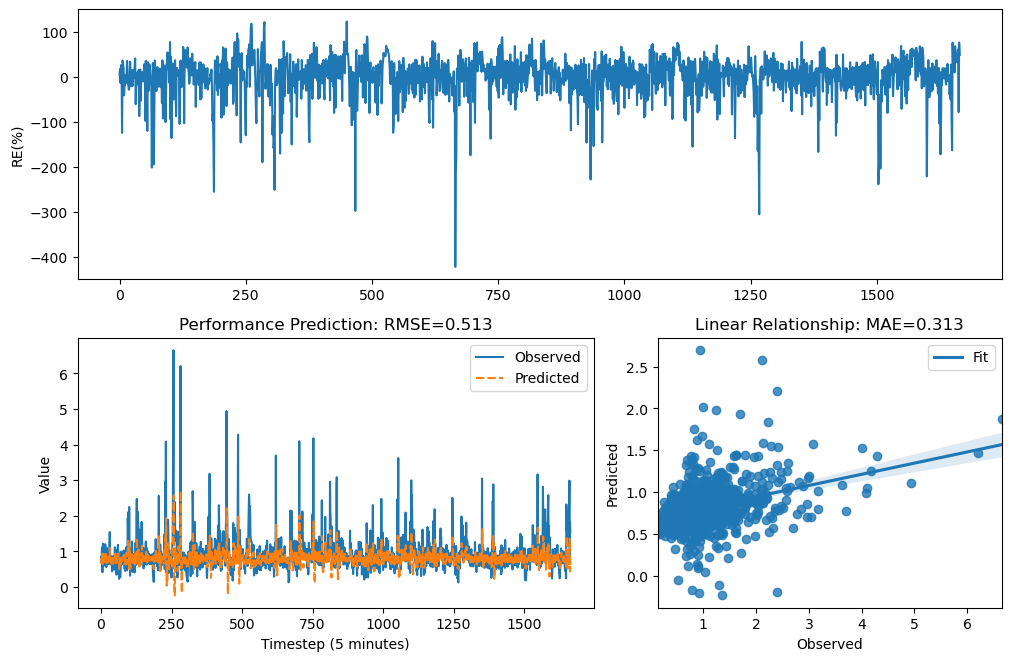 RE(%)
100
0
−100
−200
−300
−400
0 250 500 750 1000 1250 1500
Performance Prediction: RMSE=0.513
Value
6
5
4
3
2
1
0
Observed
Predicted
0 250 500 750 1000 1250 1500
Timestep (5 minutes)
Linear Relationship: MAE=0.313
Predicted
2.5
2.0
1.5
1.0
0.5
0.0
Fit
1 2 3 4 5 6
Observed